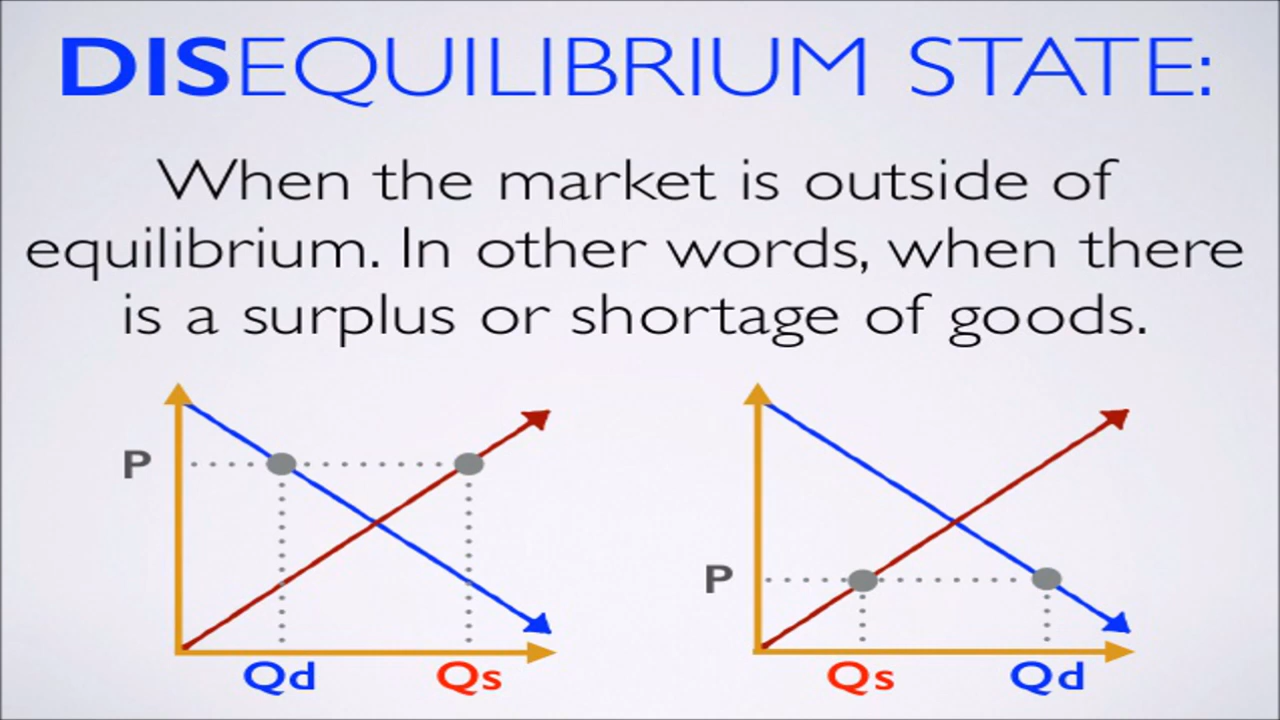 DISEQUILIBRIUM STATE:
When the market is outside of
equilibrium. In other words, when there
is a surplus or shortage of goods.
P
Qd
Qs
P
Qs
Qd